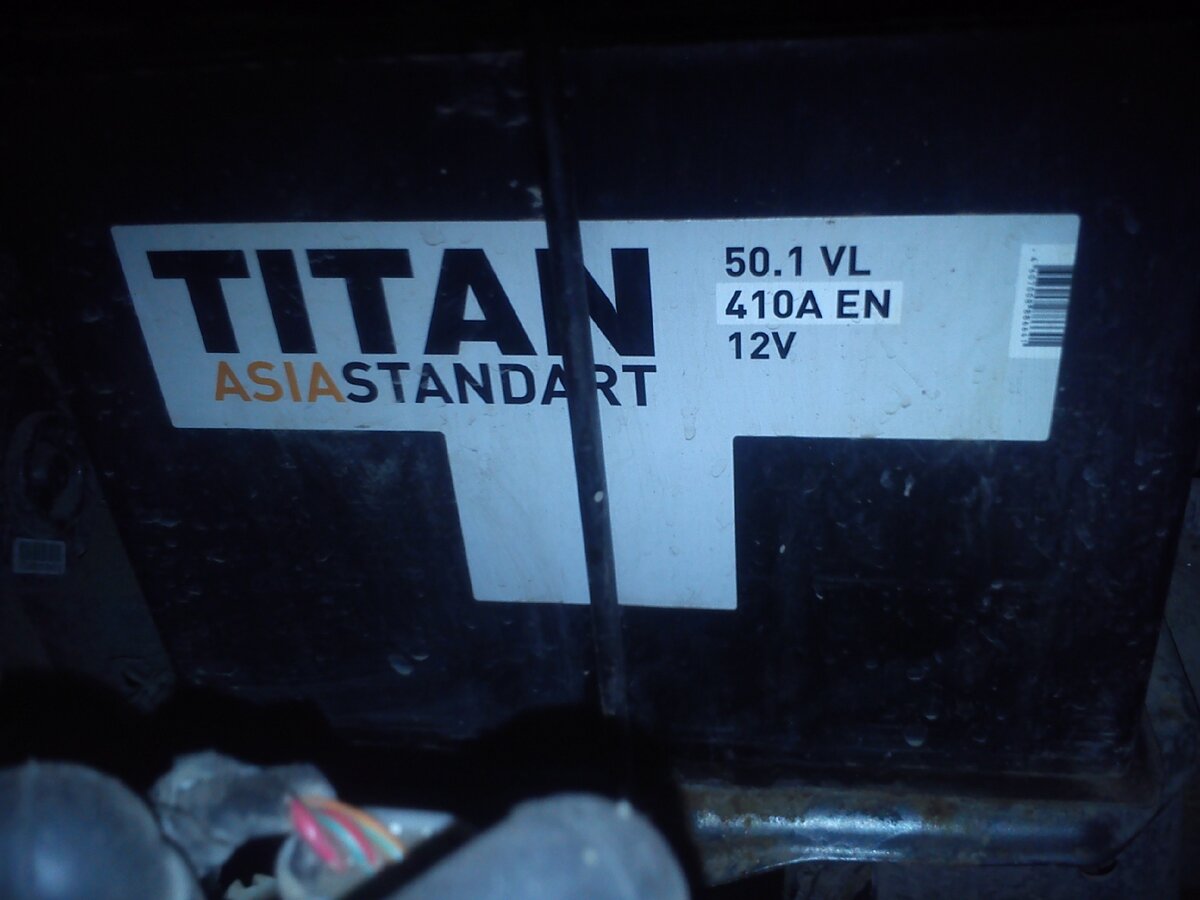 TITAN
ASIASTANDART
50.1 VL
410A EN
12V